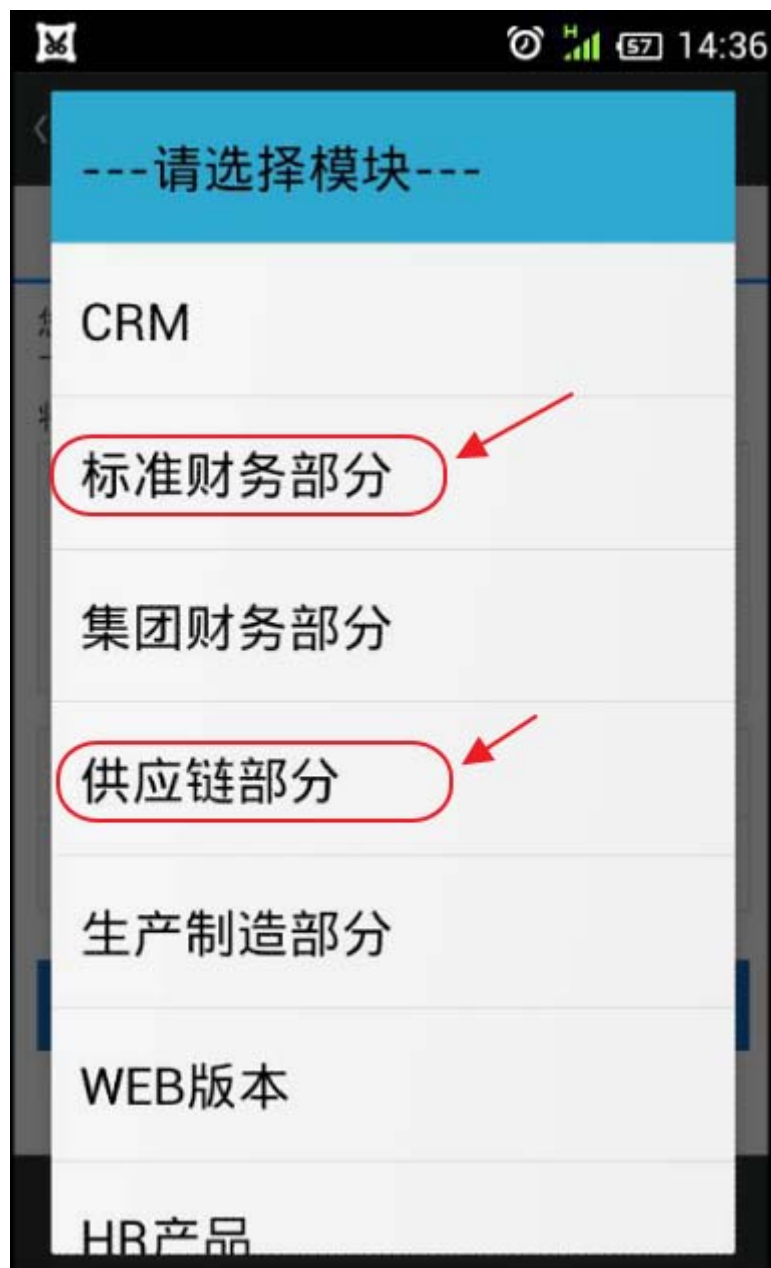 H
57 14:36
---请选择模块---
CRM
标准财务部分
集团财务部分
供应链部分
生产制造部分
WEB版本
HR产品